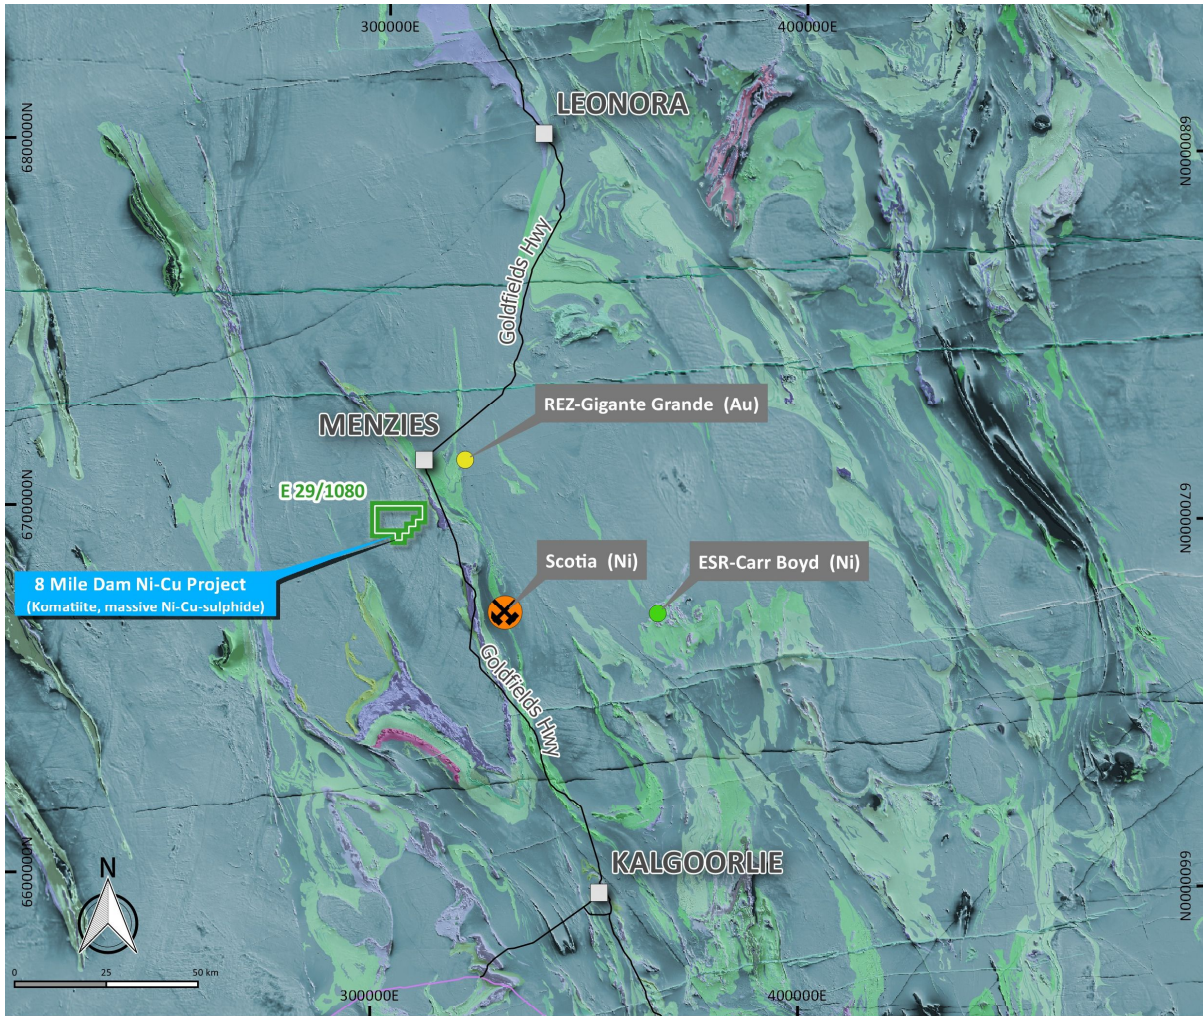 300000E
400000E
LEONORA
6800000N
6800000N
Goldfields Hwy
REZ-Gigante Grande (Au)
MENZIES
E 29/1080
6700000N
6700000N
Scotia (Ni)
ESR-Carr Boyd (Ni)
8 Mile Dam Ni-Cu Project
(Komatiite, massive Ni-Cu-sulphide)
Goldfields Hwy
KALGOORLIE
6600000N
6600000N
N
0 25 50 km
300000E
400000E